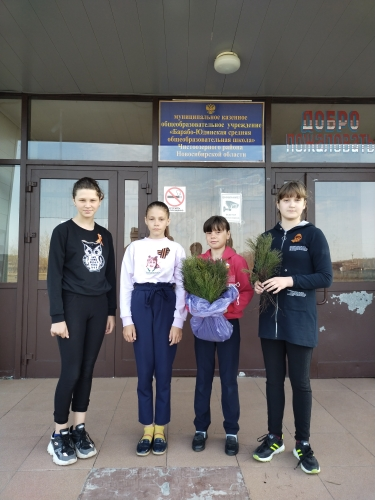 муниципальное казенное
общеобразовательное учреждение
«Барабо-Юдинская средняя
общеобразовательная школа»
Чистоозерного района
Новосибирской области
ДОБРО
ПОЖАЛОВАТЬ